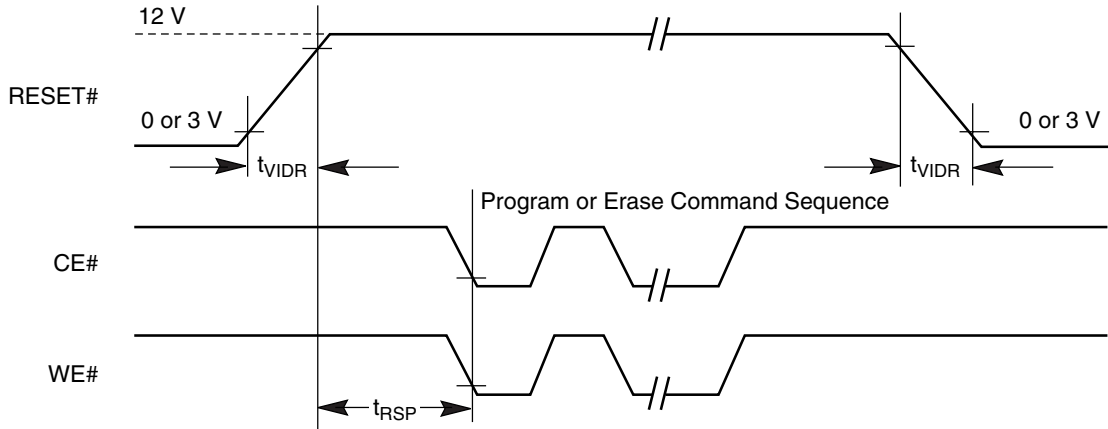 12 V
RESET#
0 or 3 V
0 or 3 V
tVIDR
tVIDR
Program or Erase Command Sequence
CE#
WE#
tRSP